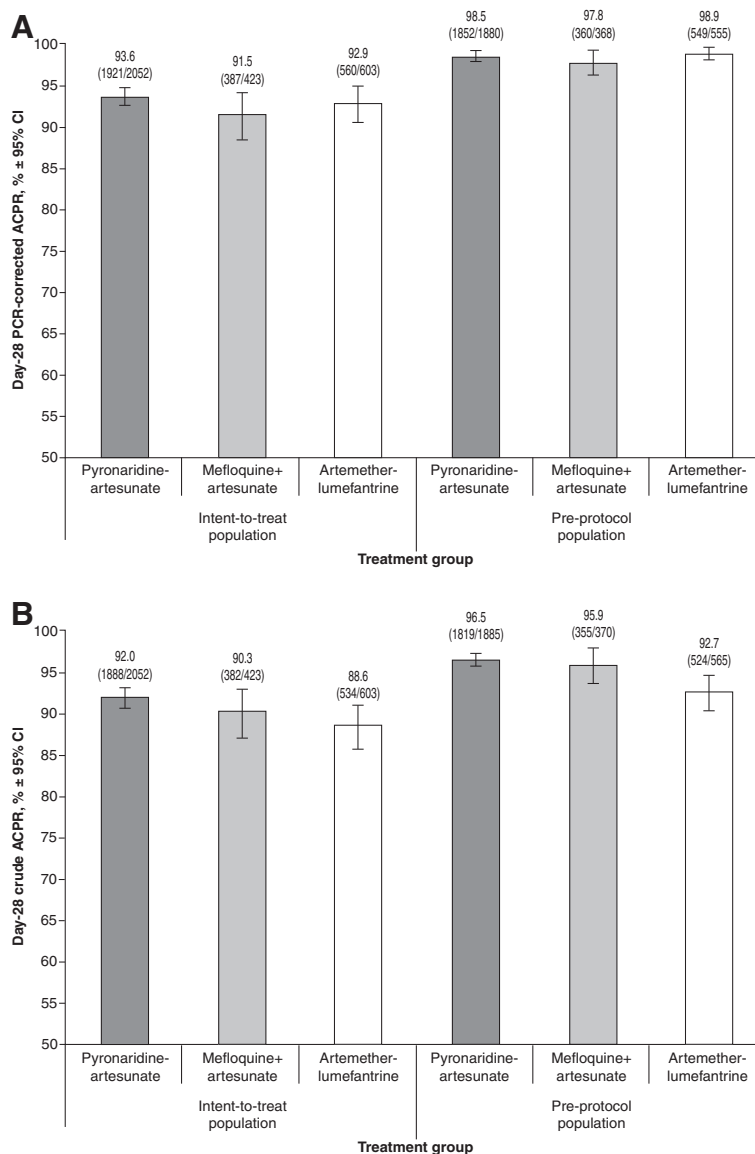 A
Day-28 PCR-corrected ACPR, % ± 95% CI
100
95
90
85
80
75
70
65
60
55
50
93.6
(1921/2052)
91.5
(387/423)
92.9
(560/603)
98.5
(1852/1880)
97.8
(360/368)
98.9
(549/555)
Pyronaridine-
artesunate
Mefloquine+
artesunate
Artemether-
lumefantrine
Pyronaridine-
artesunate
Mefloquine+
artesunate
Artemether-
lumefantrine
Intent-to-treat
population
Pre-protocol
population
Treatment group
B
Day-28 crude ACPR, % ± 95% CI
100
95
90
85
80
75
70
65
60
55
50
92.0
(1888/2052)
90.3
(382/423)
88.6
(534/603)
96.5
(1819/1885)
95.9
(355/370)
92.7
(524/565)
Pyronaridine-
artesunate
Mefloquine+
artesunate
Artemether-
lumefantrine
Pyronaridine-
artesunate
Mefloquine+
artesunate
Artemether-
lumefantrine
Intent-to-treat
population
Pre-protocol
population
Treatment group